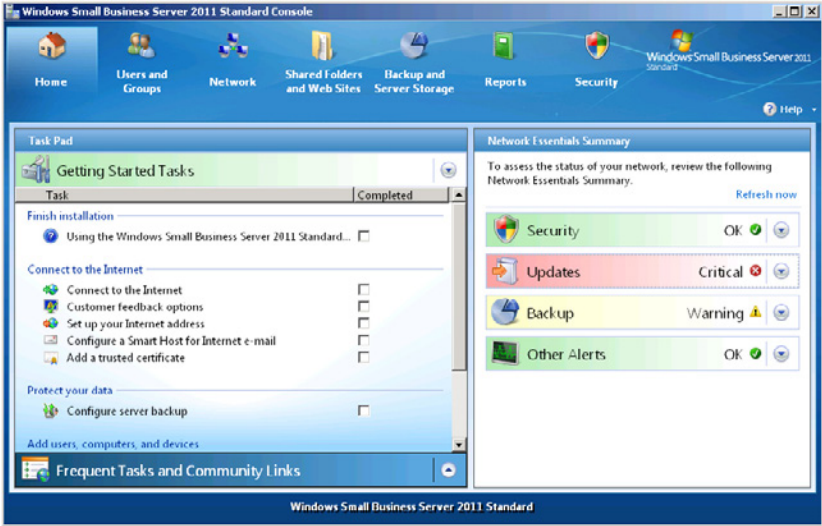 Windows Small Business Server 2011 Standard Console
Home
Users and
Groups
Network
Shared Folders
and Web Sites
Backup and
Server Storage
Reports
Security
Windows Small Business Server 2011
Standard
Help
Task Pad
Getting Started Tasks
Task Completed
Finish installation
Using the Windows Small Business Server 2011 Standard...
Connect to the Internet
Connect to the Internet
Customer feedback options
Set up your Internet address
Configure a Smart Host for Internet e-mail
Add a trusted certificate
Protect your data
Configure server backup
Add users, computers, and devices
Frequent Tasks and Community Links
Network Essentials Summary
To assess the status of your network, review the following
Network Essentials Summary.
Refresh now
Security OK
Updates Critical
Backup Warning
Other Alerts OK
Windows Small Business Server 2011 Standard